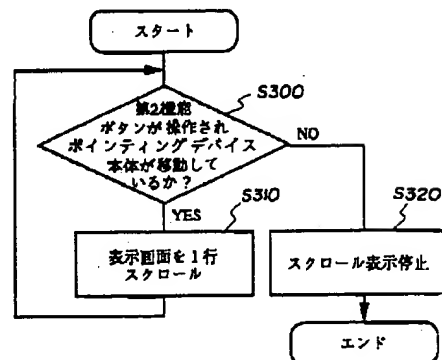 スタート
S300
第2機能
ボタンが操作され
ポインティングデバイス
本体が移動して
いるか？
NO
YES
S310
S320
表示画面を1行
スクロール
スクロール表示停止
エンド